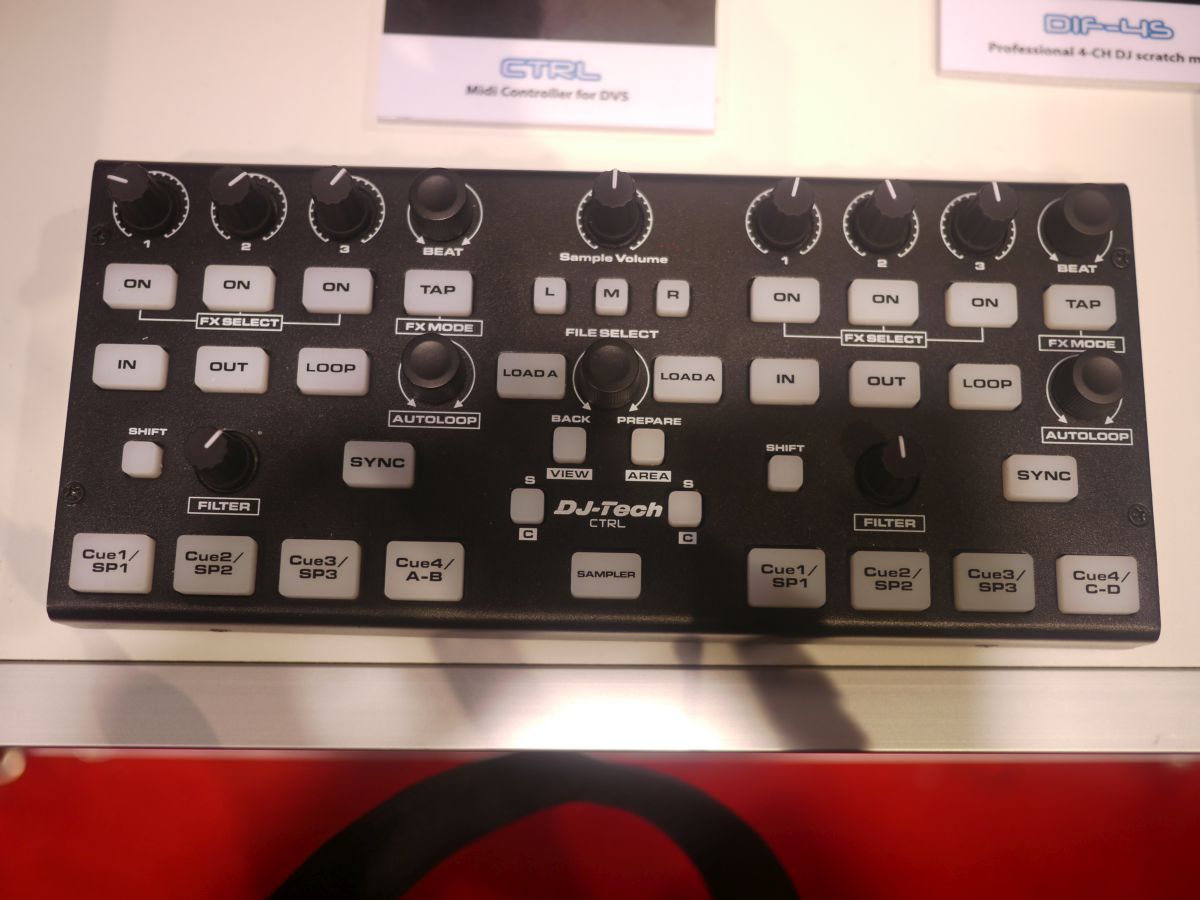 CTRL
Midi Controller for DVS
DIF-4S
Professional 4-CH DJ scratch m
1 2 3 BEAT Sample Volume 1 2 3 BEAT
ON ON ON TAP L M R ON ON ON TAP
FX SELECT FX MODE FILE SELECT FX SELECT FX MODE
IN OUT LOOP LOAD A LOAD A IN OUT LOOP
AUTOLOOP BACK PREPARE AUTOLOOP
SHIFT SYNC VIEW AREA SHIFT SYNC
FILTER S S FILTER
DJ-Tech
CTRL
C C
Cue1/ Cue2/ Cue3/ Cue4/ SAMPLER Cue1/ Cue2/ Cue3/ Cue4/
SP1 SP2 SP3 A-B SP1 SP2 SP3 C-D